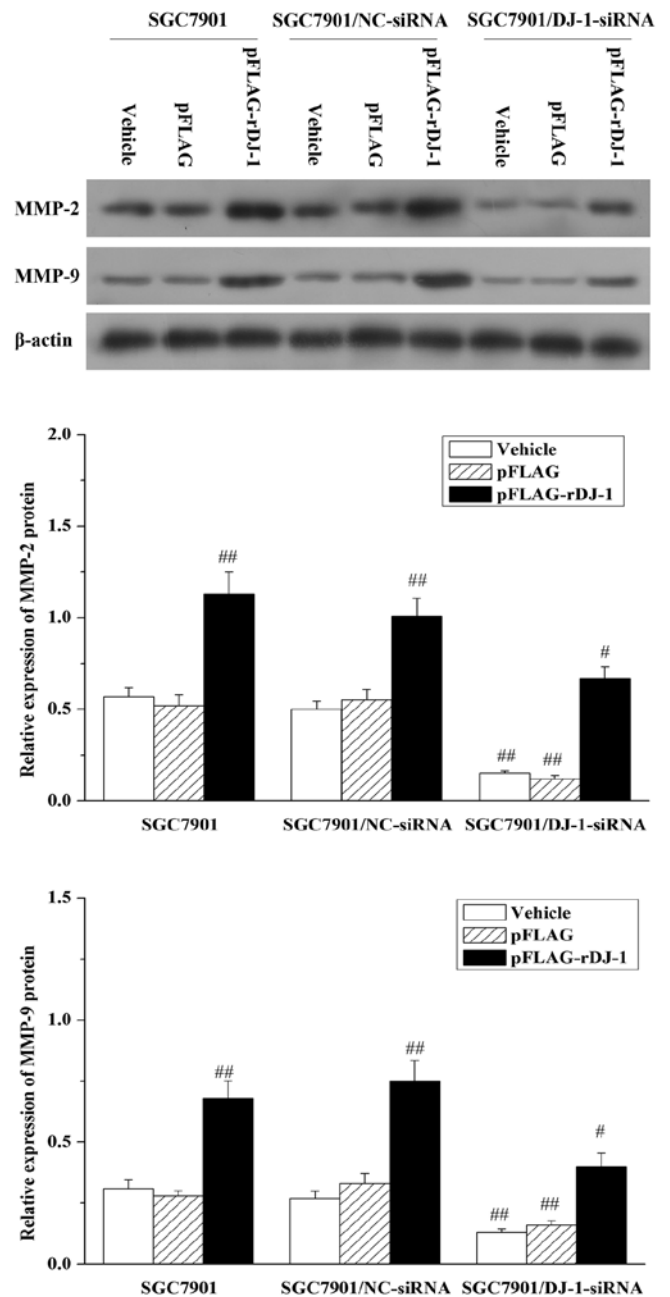 SGC7901 SGC7901/NC-siRNA SGC7901/DJ-1-siRNA
Vehicle pFLAG pFLAG-rDJ-1 Vehicle pFLAG pFLAG-rDJ-1 Vehicle pFLAG pFLAG-rDJ-1
MMP-2
MMP-9
β-actin
Relative expression of MMP-2 protein
2.0
1.5
1.0
0.5
0.0
Vehicle
pFLAG
pFLAG-rDJ-1
## ## ## ## #
SGC7901 SGC7901/NC-siRNA SGC7901/DJ-1-siRNA
Relative expression of MMP-9 protein
1.5
1.0
0.5
0.0
Vehicle
pFLAG
pFLAG-rDJ-1
## ## ## ## #
SGC7901 SGC7901/NC-siRNA SGC7901/DJ-1-siRNA